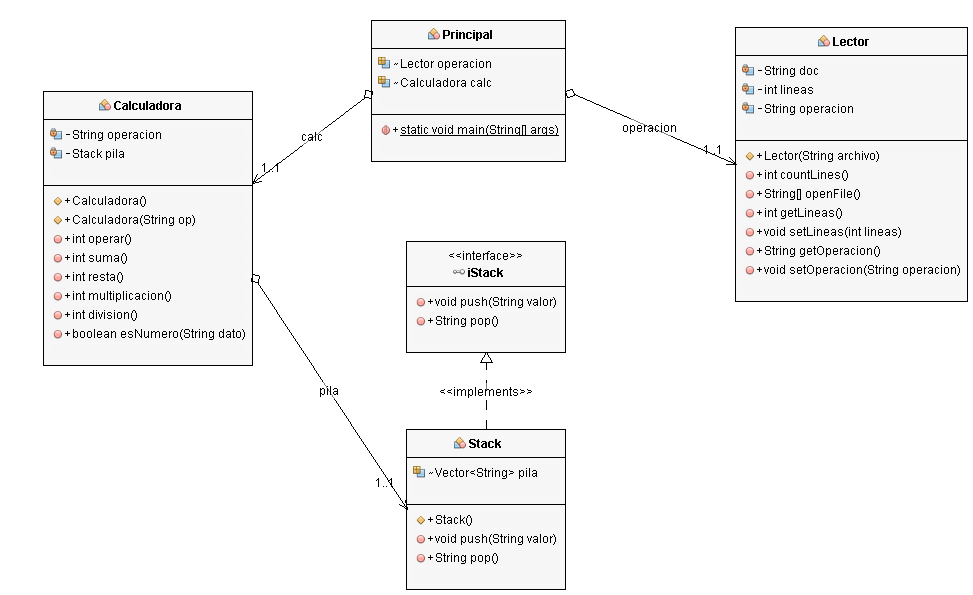 Principal
~Lector operacion
~Calculadora calc
+static void main(String[] args)
Lector
-String doc
-int lineas
-String operacion
+Lector(String archivo)
+int countLines()
+String[] openFile()
+int getLineas()
+void setLineas(int lineas)
+String getOperacion()
+void setOperacion(String operacion)
Calculadora
-String operacion
-Stack pila
+Calculadora()
+Calculadora(String op)
+int operar()
+int suma()
+int resta()
+int multiplicacion()
+int division()
+boolean esNumero(String dato)
calc
1..1
operacion
1..1
<<interface>>
iStack
+void push(String valor)
+String pop()
<<implements>>
pila
1..1
Stack
~Vector<String> pila
+Stack()
+void push(String valor)
+String pop()